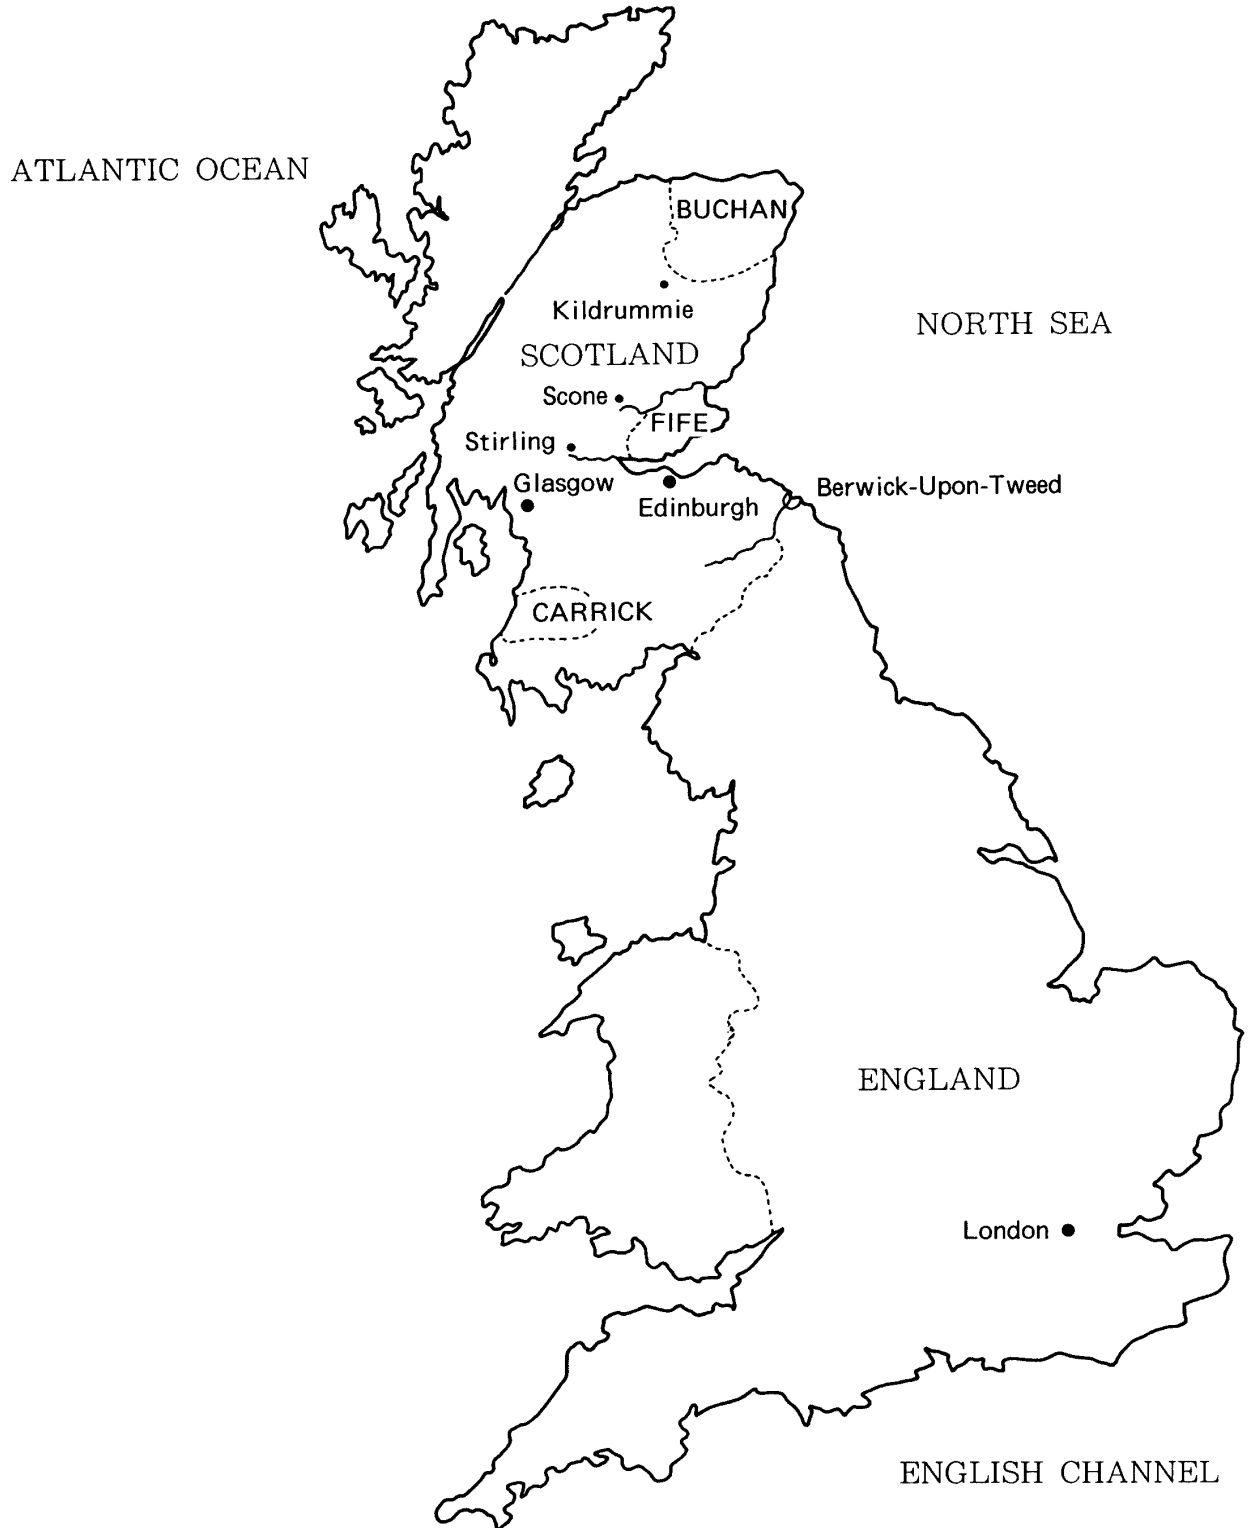 ATLANTIC OCEAN
BUCHAN
Kildrummie
NORTH SEA
SCOTLAND
Scone
FIFE
Stirling
Glasgow
Edinburgh
Berwick-Upon-Tweed
CARRICK
ENGLAND
London
ENGLISH CHANNEL